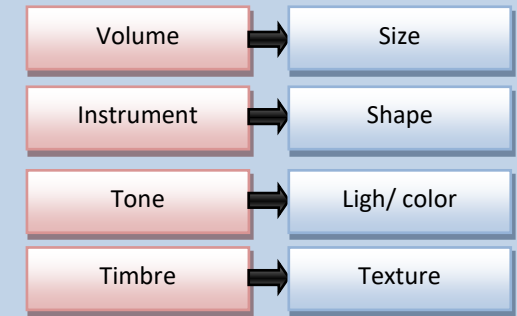 Volume Size
Instrument Shape
Tone Ligh/ color
Timbre Texture